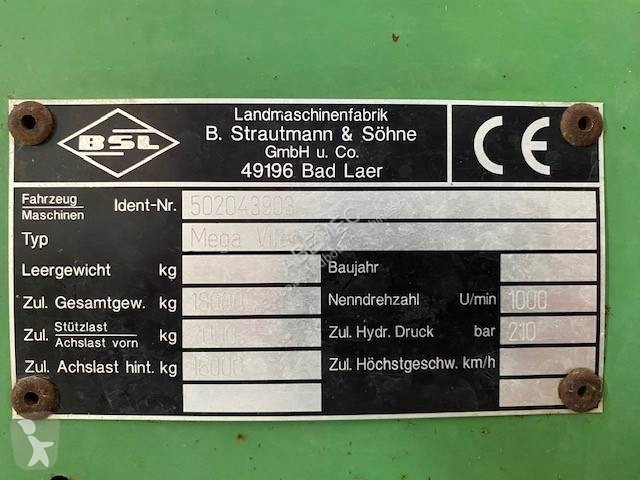 BSL
Landmaschinenfabrik
B. Strautmann & Söhne
GmbH u. Co.
49196 Bad Laer
CE
Fahrzeug
Maschinen
Ident-Nr.
Typ
Mega
Leergewicht kg
Baujahr
Zul. Gesamtgew. kg 18000
Nenndrehzahl U/min 1000
Zul. Stützlast
Achslast vorn
kg
Zul. Hydr. Druck bar 210
Zul. Achslast hint. kg 16000
Zul. Höchstgeschw. km/h